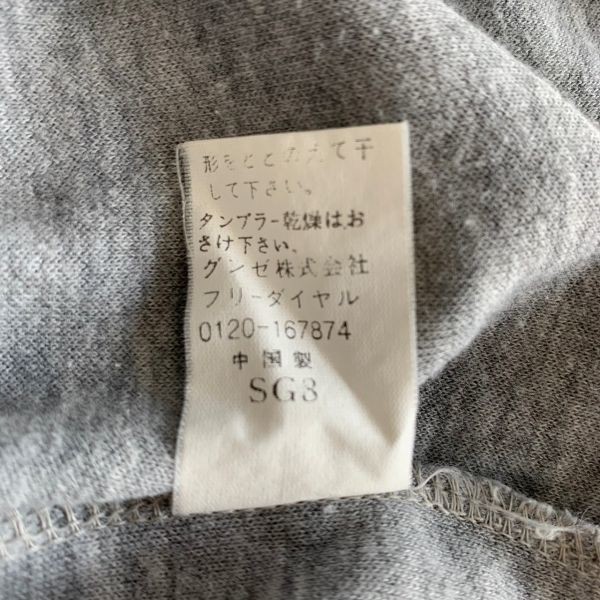 形をととのえて干
して下さい。
タンブラー乾燥はお
さけ下さい。
グンゼ株式会社
フリーダイヤル
0120-167874
中国製
SG3